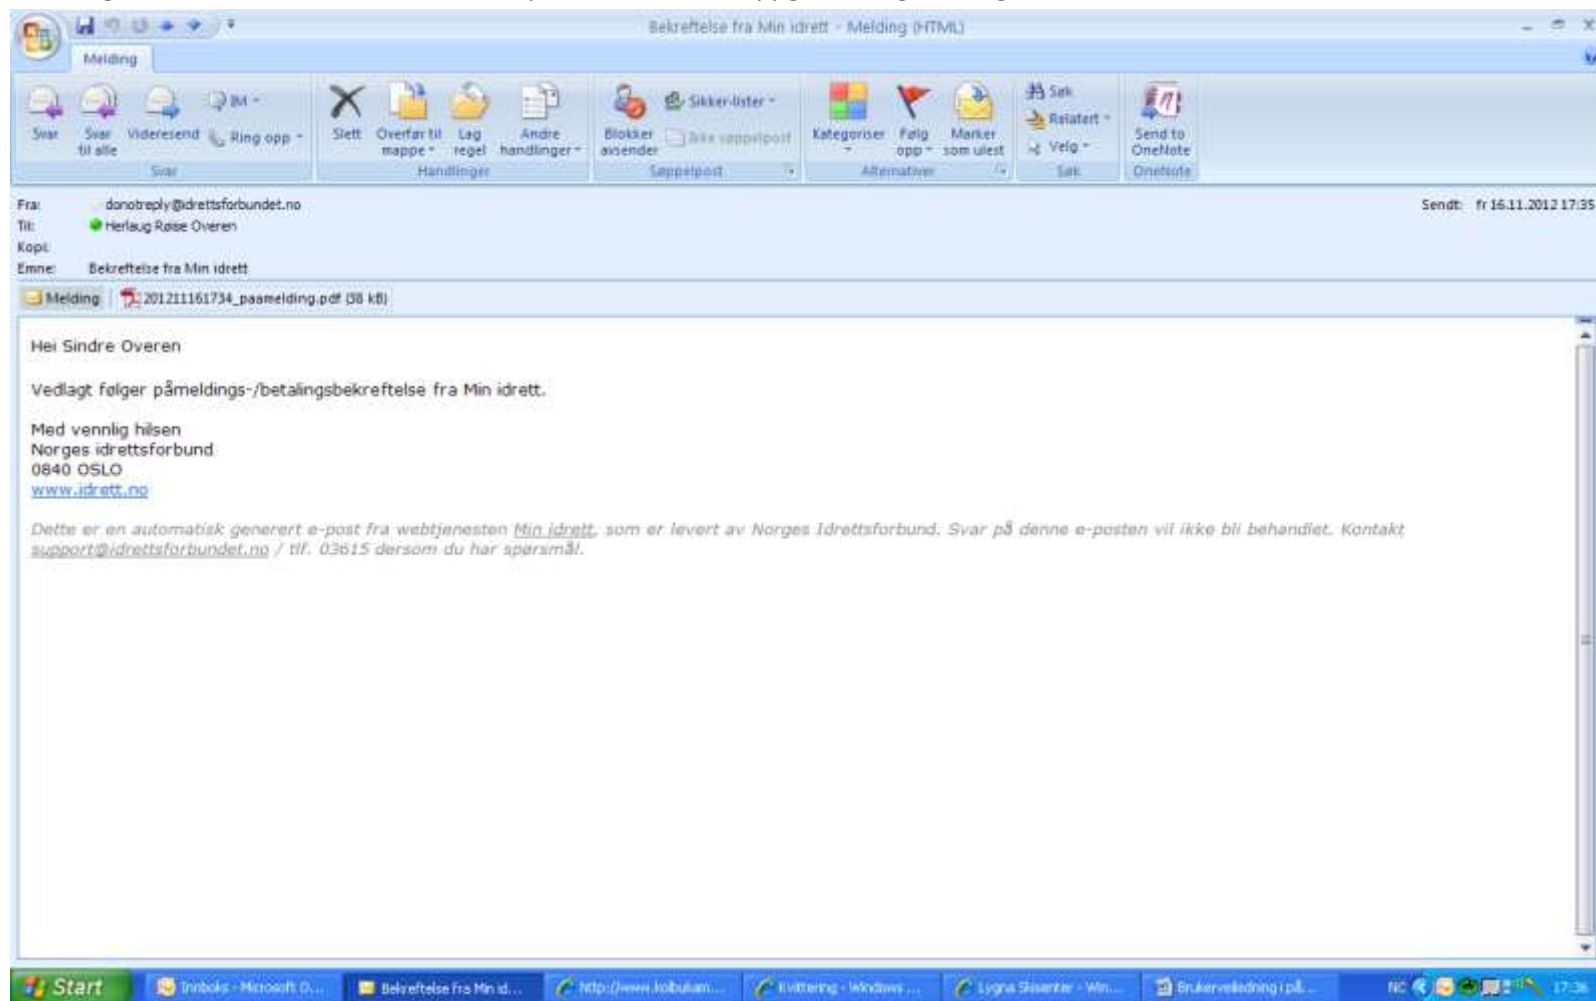 Bekreftelse fra Min idrett - Melding (HTML)
Melding
Svar
Svar til alle
Videresend
IM
Ring opp
Svar
Slett
Overfør til mappe
Lag regel
Andre handlinger
Handlinger
Blokker avsender
Sikker-lister
Ikke søppelpost
Søppelpost
Kategoriser
Følg opp
Marker som ulest
Alternativer
Søk
Relatert
Velg
Søk
Send to OneNote
OneNote
Fra: donotreply@idrettsforbundet.no
Sendt: fr 16.11.2012 17:35
Til: Herlaug Røise Overen
Kopi:
Emne: Bekreftelse fra Min idrett
Melding 201211161734_paamelding.pdf (38 kB)
Hei Sindre Overen
Vedlagt følger påmeldings-/betalingsbekreftelse fra Min idrett.
Med vennlig hilsen
Norges idrettsforbund
0840 OSLO
www.idrett.no
Dette er en automatisk generert e-post fra webtjenesten Min idrett, som er levert av Norges Idrettsforbund. Svar på denne e-posten vil ikke bli behandlet. Kontakt
support@idrettsforbundet.no / tlf. 03615 dersom du har spørsmål.
Start
Innboks - Microsoft O...
Bekreftelse fra Min id...
Kvittering - Windows ...
Lygna Skisenter - Win...
Brukerveiledning i på...
NO
17:36